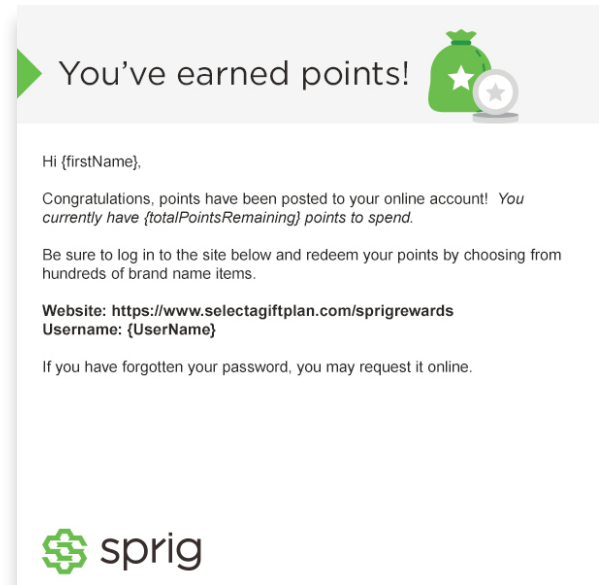 You’ve earned points!
Hi {firstName},
Congratulations, points have been posted to your online account!  You
currently have {totalPointsRemaining} points to spend.
Be sure to log in to the site below and redeem your points by choosing from
hundreds of brand name items.
Website: https://www.selectagiftplan.com/sprigrewards
Username: {UserName}
If you have forgotten your password, you may request it online.
sprig